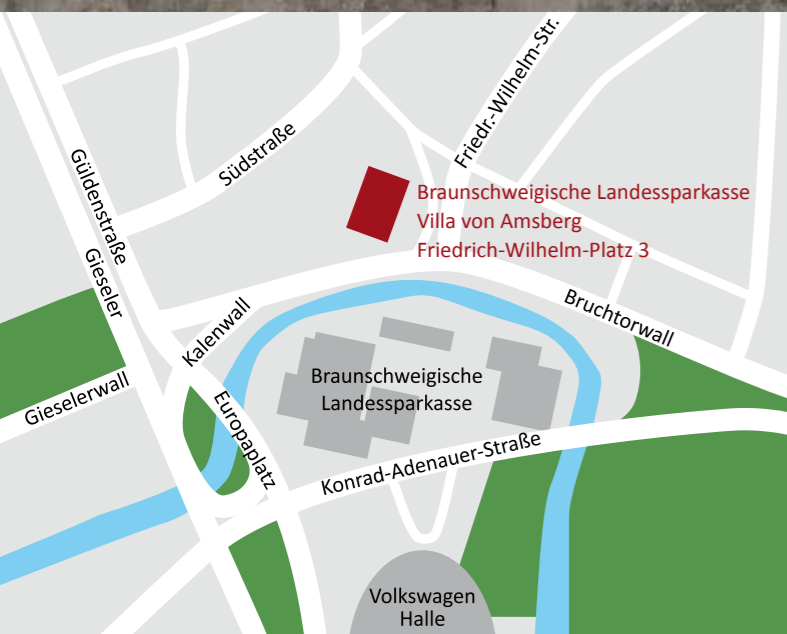 Friedr.-Wilhelm-Str.
Südstraße
Güldenstraße
Braunschweigische Landessparkasse
Villa von Amsberg
Friedrich-Wilhelm-Platz 3
Gieseler
Kalenwall
Bruchtorwall
Gieselerwall
Braunschweigische
Landessparkasse
Europaplatz
Konrad-Adenauer-Straße
Volkswagen
Halle